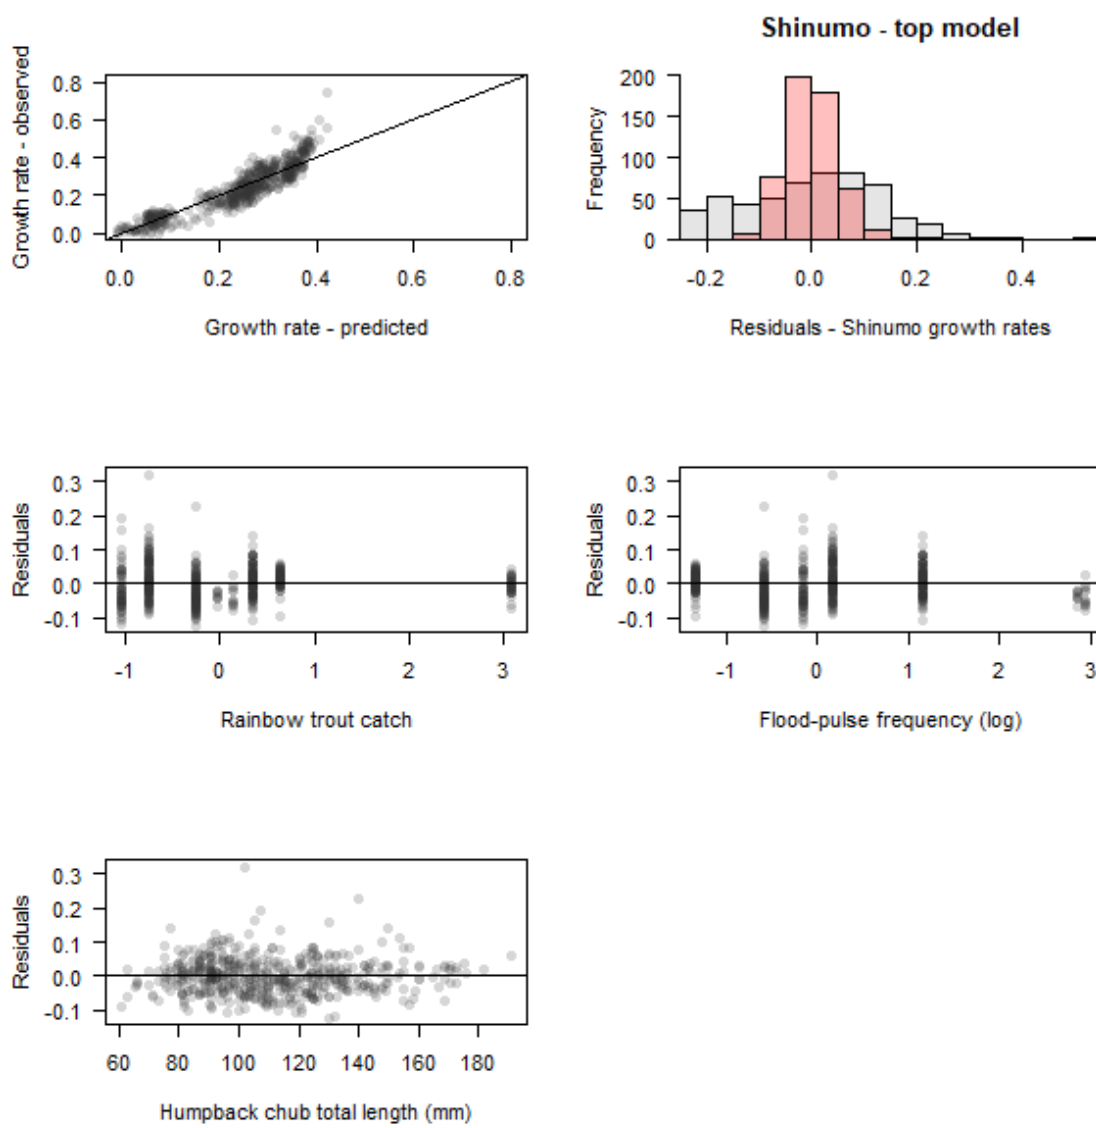 Shinumo - top model
Growth rate - observed
0.8
0.6
0.4
0.2
0.0
0.0 0.2 0.4 0.6 0.8
Growth rate - predicted
Frequency
200
150
100
50
0
-0.2 0.0 0.2 0.4
Residuals - Shinumo growth rates
Residuals
0.3
0.2
0.1
0.0
-0.1
-1 0 1 2 3
Rainbow trout catch
Residuals
0.3
0.2
0.1
0.0
-0.1
-1 0 1 2 3
Flood-pulse frequency (log)
Residuals
0.3
0.2
0.1
0.0
-0.1
60 80 100 120 140 160 180
Humpback chub total length (mm)